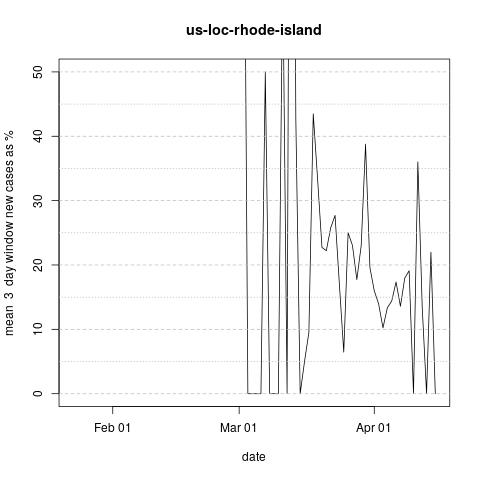 us-loc-rhode-island
mean 3 day window new cases as %
50
40
30
20
10
0
Feb 01
Mar 01
Apr 01
date